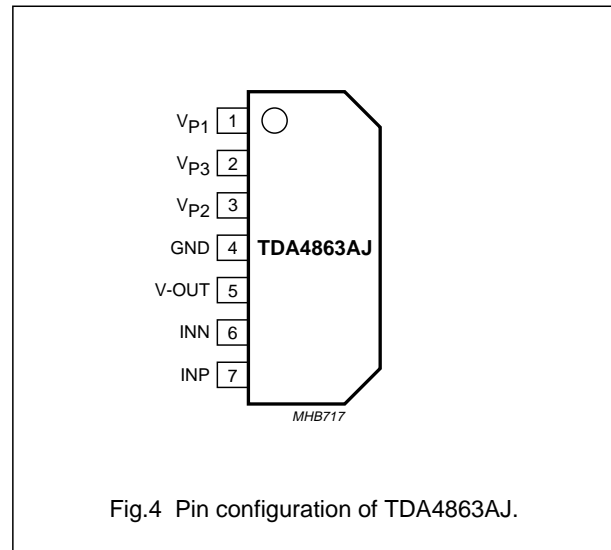 VP1 1
VP3 2
VP2 3
GND 4 TDA4863AJ
V-OUT 5
INN 6
INP 7
MHB717
Fig.4 Pin configuration of TDA4863AJ.